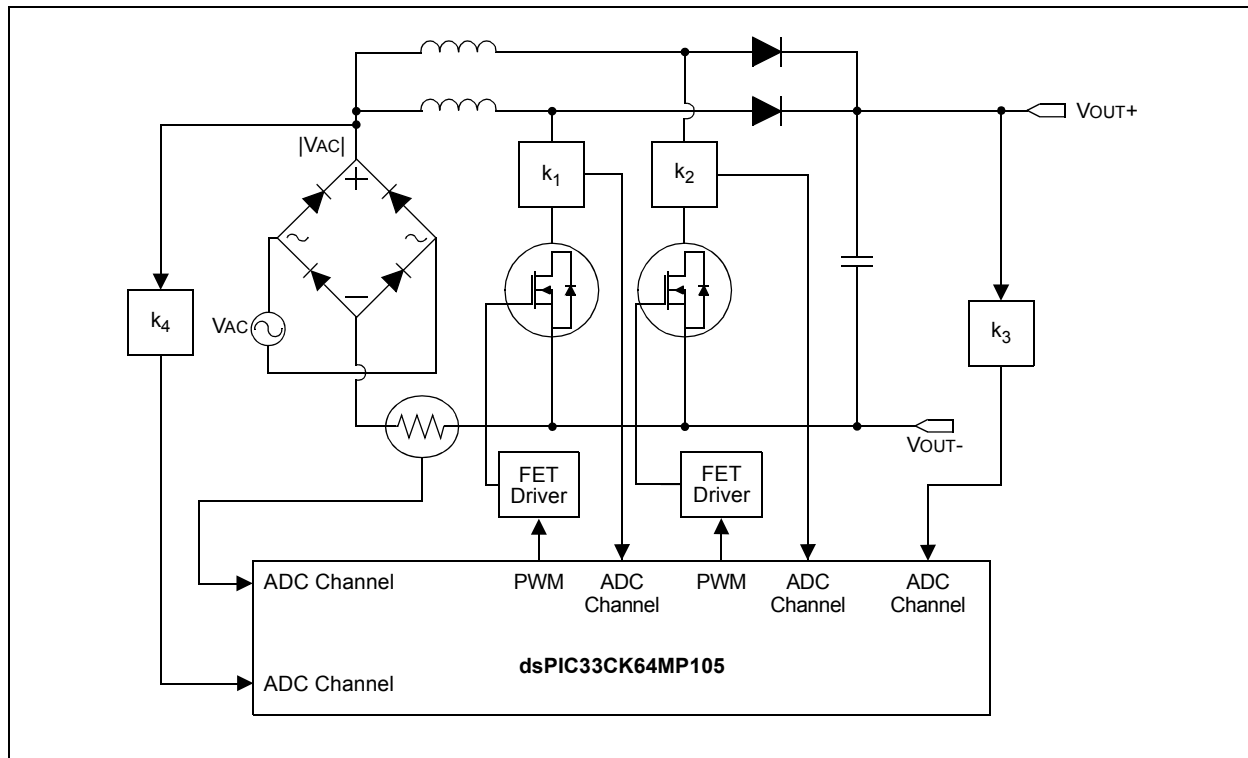 VOUT+
|VAC|
k1
k2
k4
VAC
k3
VOUT-
FET
Driver
FET
Driver
ADC Channel
PWM
ADC
Channel
PWM
ADC
Channel
ADC
Channel
dsPIC33CK64MP105
ADC Channel